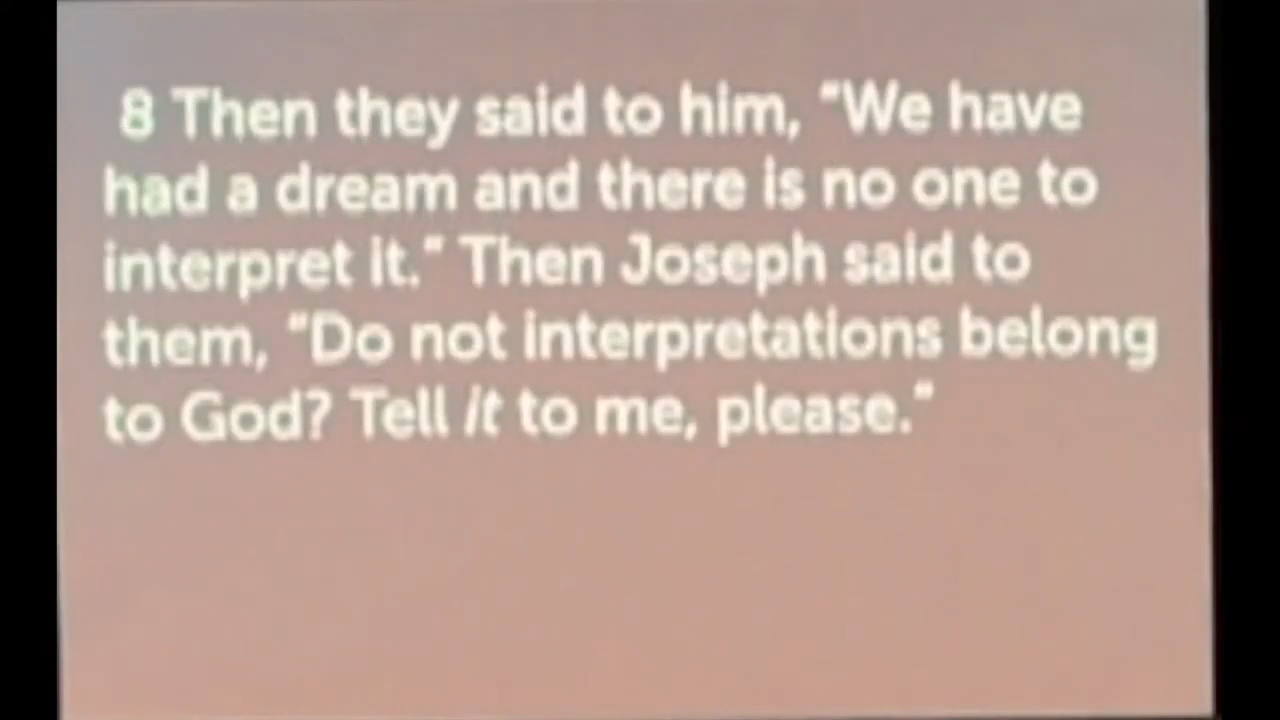 8 Then they said to him, "We have
had a dream and there is no one to
interpret it." Then Joseph said to
them, "Do not interpretations belong
to God? Tell it to me, please."